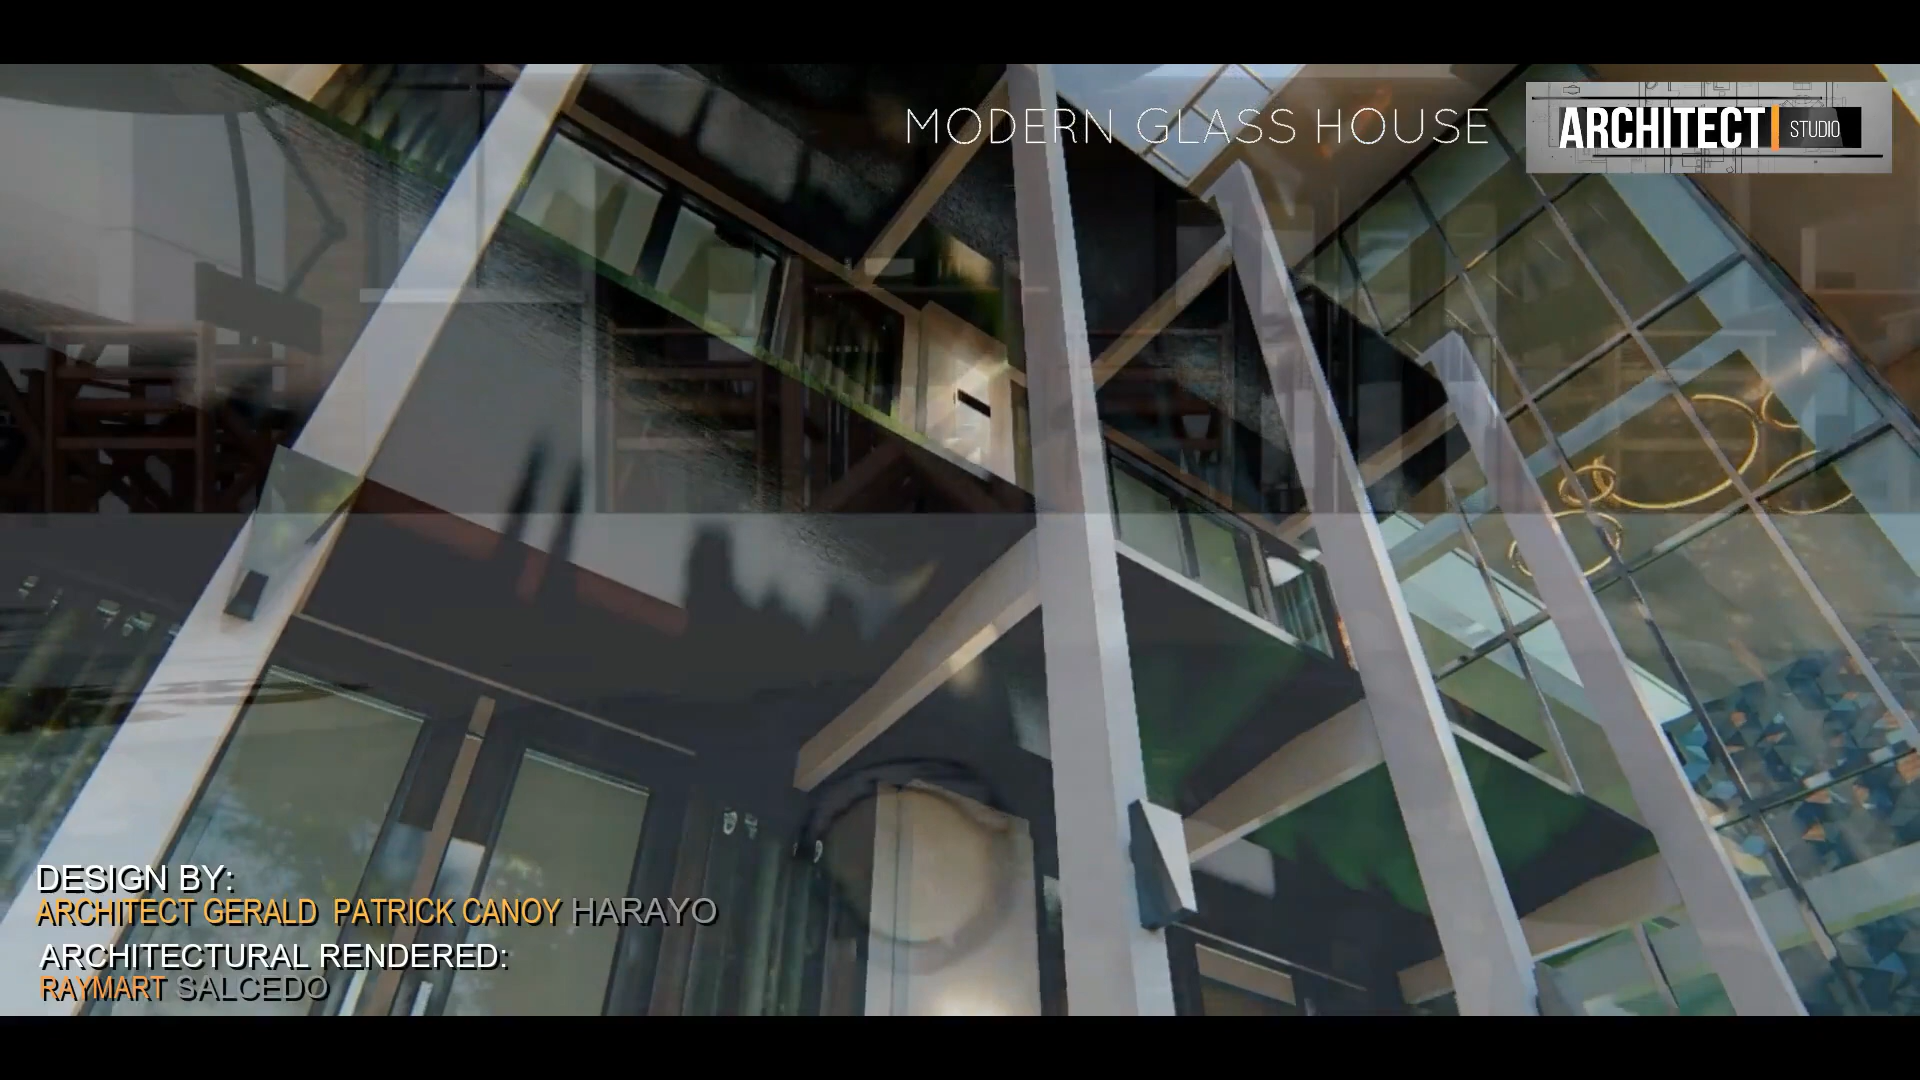 MODERN GLASS HOUSE
ARCHITECT STUDIO
DESIGN BY:
ARCHITECT GERALD PATRICK CANOY HARAYO
ARCHITECTURAL RENDERED:
RAYMART SALCEDO